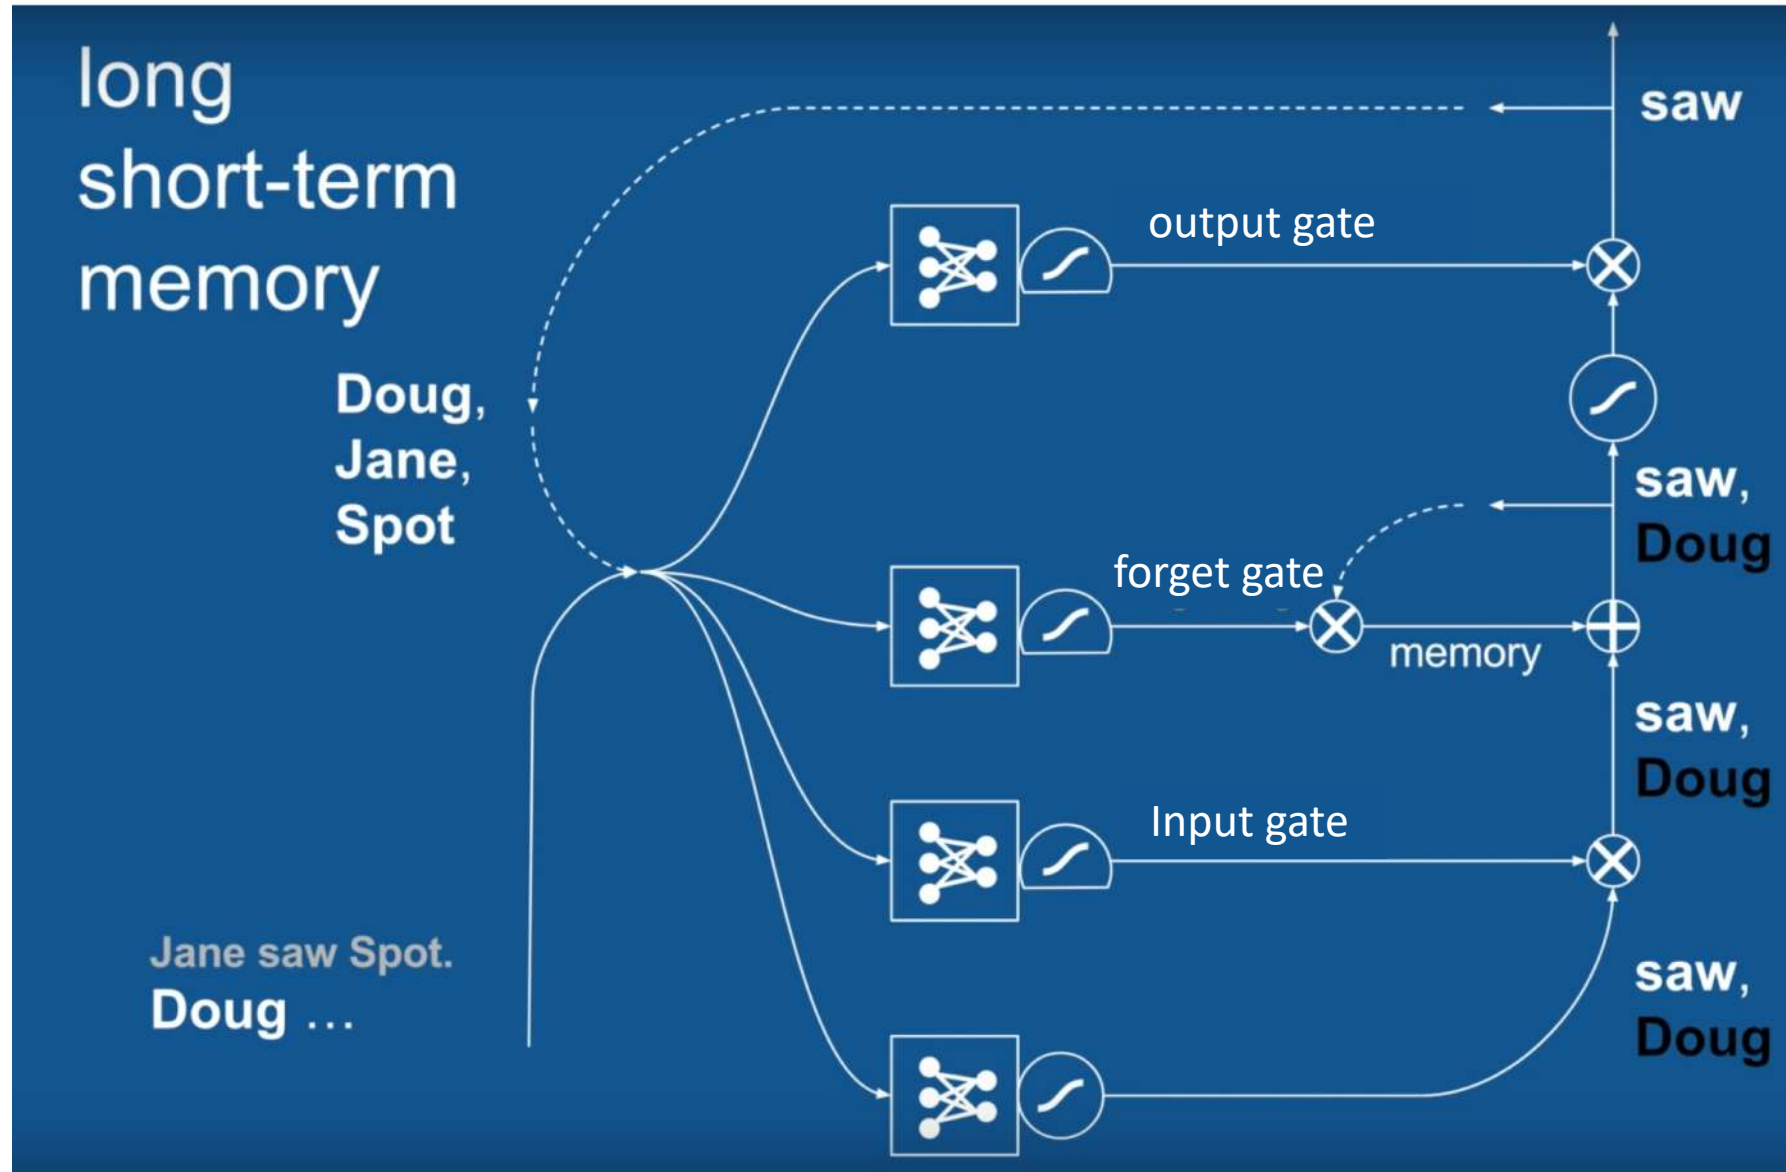 long
short-term
memory
saw
output gate
Doug,
Jane,
Spot
saw,
Doug
forget gate
memory
saw,
Doug
Input gate
Jane saw Spot.
Doug ...
saw,
Doug